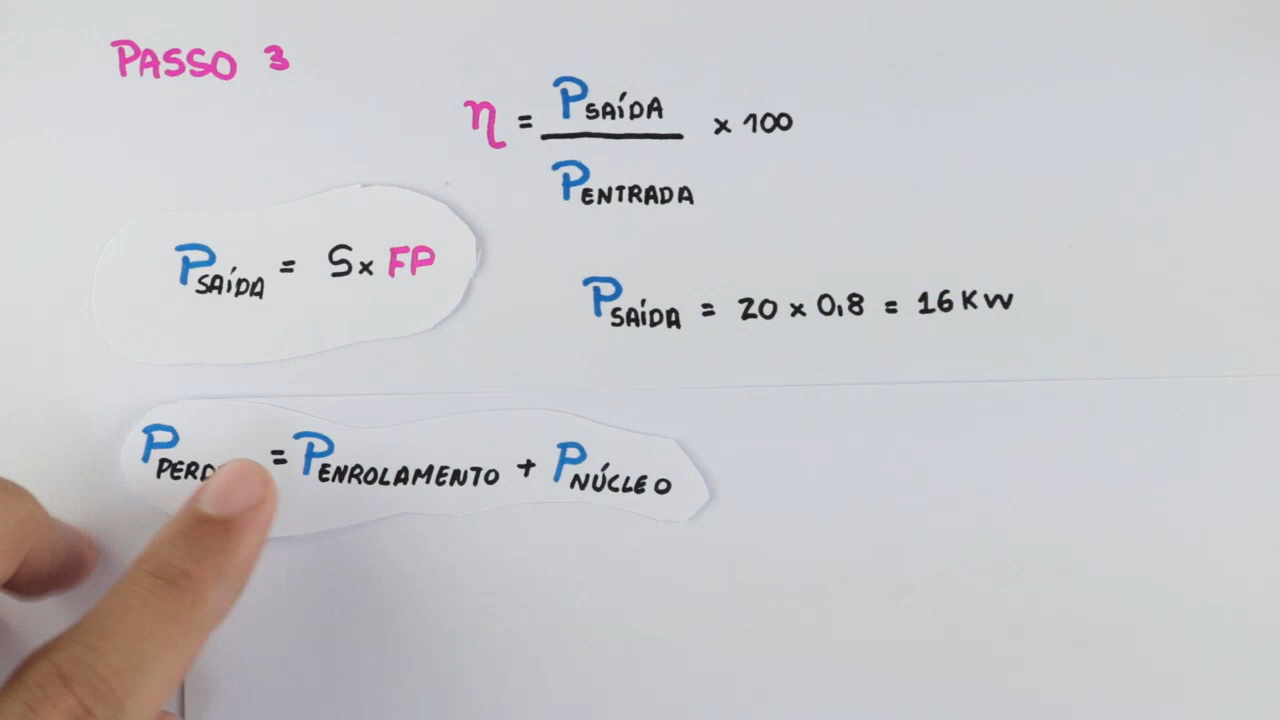 PASSO 3
η = PSAÍDA / PENTRADA × 100
PSAÍDA = S × FP
PSAÍDA = 20 × 0,8 = 16 KW
= PENROLAMENTO + PNÚCLEO